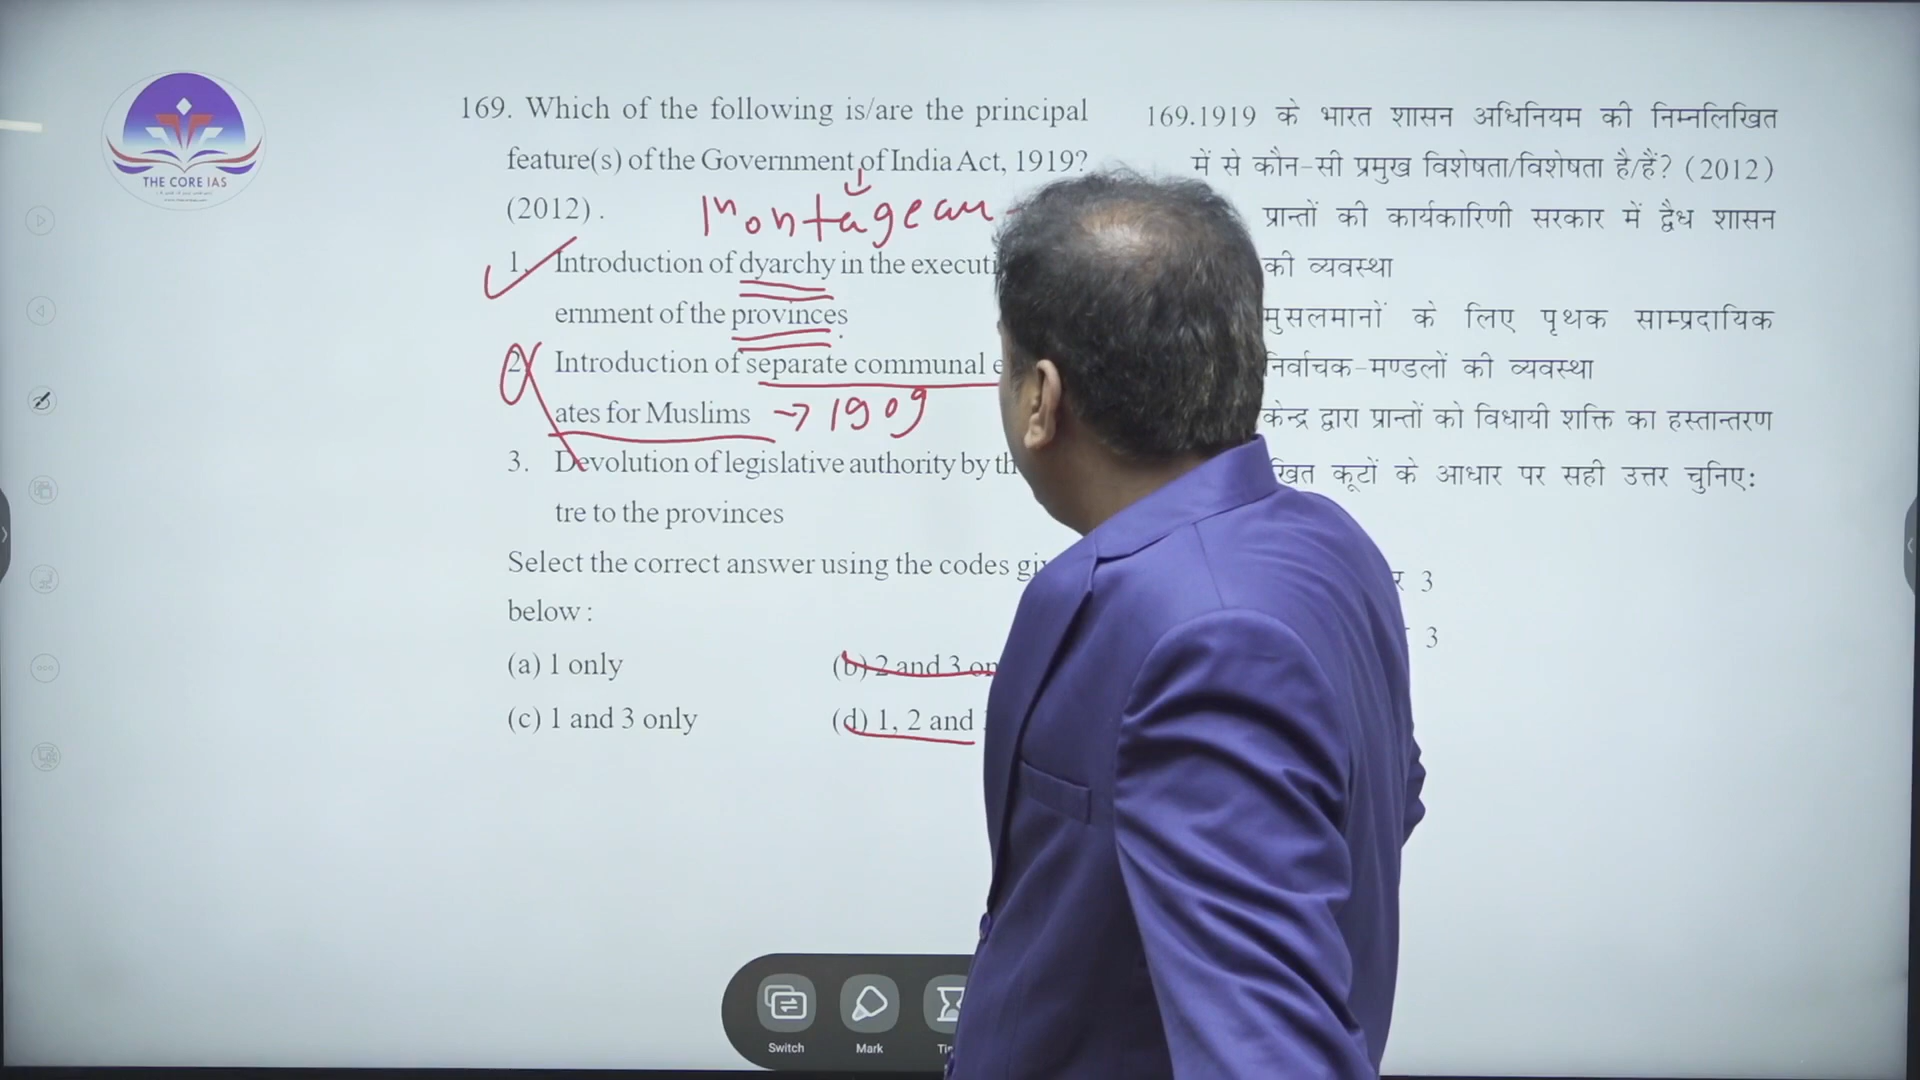 THE CORE IAS
169. Which of the following is/are the principal
feature(s) of the Government of India Act, 1919?
(2012) .
montageau
1. Introduction of dyarchy in the executi
ernment of the provinces
2. Introduction of separate communal e
ates for Muslims → 1909
3. Devolution of legislative authority by th
tre to the provinces
Select the correct answer using the codes gi
below :
(a) 1 only (b) 2 and 3 on
(c) 1 and 3 only (d) 1, 2 and
169.1919 के भारत शासन अधिनियम की निम्नलिखित
में से कौन-सी प्रमुख विशेषता/विशेषता है/हैं? (2012)
प्रान्तों की कार्यकारिणी सरकार में द्वैध शासन
की व्यवस्था
मुसलमानों के लिए पृथक साम्प्रदायिक
निर्वाचक-मण्डलों की व्यवस्था
केन्द्र द्वारा प्रान्तों को विधायी शक्ति का हस्तान्तरण
खित कूटों के आधार पर सही उत्तर चुनिए:
र 3
3
Switch Mark